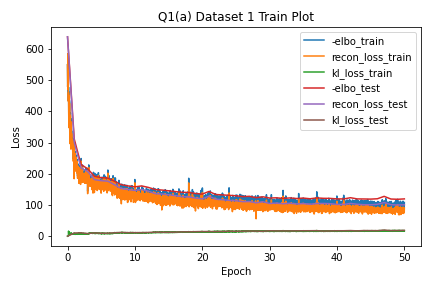 Q1(a) Dataset 1 Train Plot
-elbo_train
recon_loss_train
kl_loss_train
-elbo_test
recon_loss_test
kl_loss_test
Loss
600
500
400
300
200
100
0
0 10 20 30 40 50
Epoch